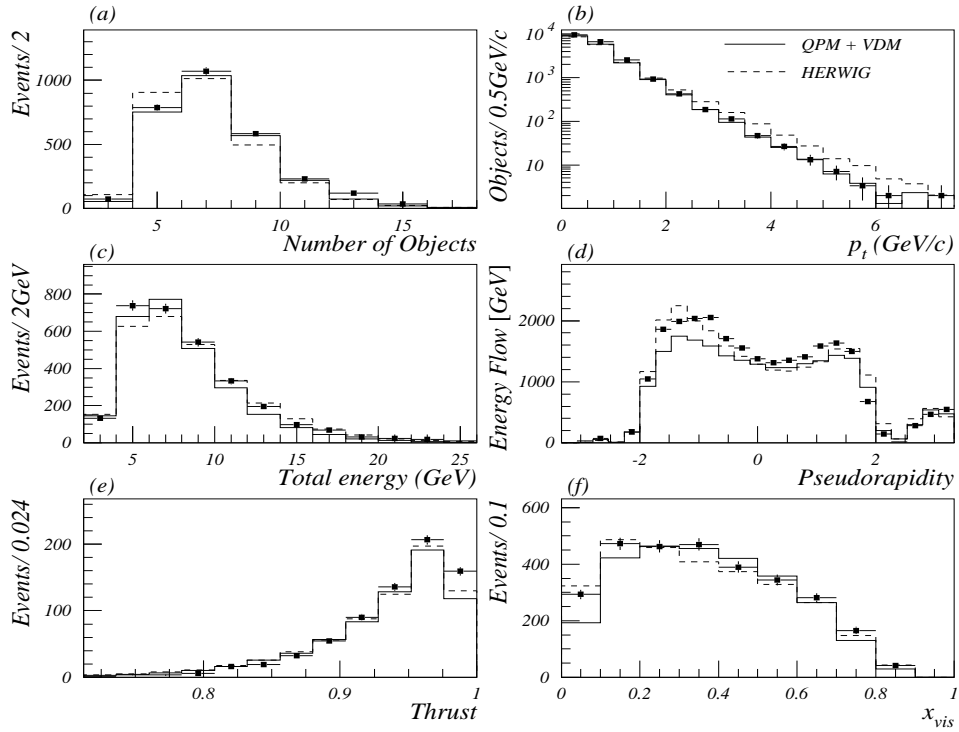 (a)
Events/ 2
1000
500
0
5
10
15
Number of Objects
(b)
Objects/ 0.5GeV/c
10^4
10^3
10^2
10
QPM + VDM
HERWIG
0
2
4
6
p_t (GeV/c)
(c)
Events/ 2GeV
800
600
400
200
0
5
10
15
20
25
Total energy (GeV)
(d)
Energy Flow [GeV]
2000
1000
0
-2
0
2
Pseudorapidity
(e)
Events/ 0.024
200
100
0
0.8
0.9
1
Thrust
(f)
Events/ 0.1
600
400
200
0
0
0.2
0.4
0.6
0.8
1
x_vis